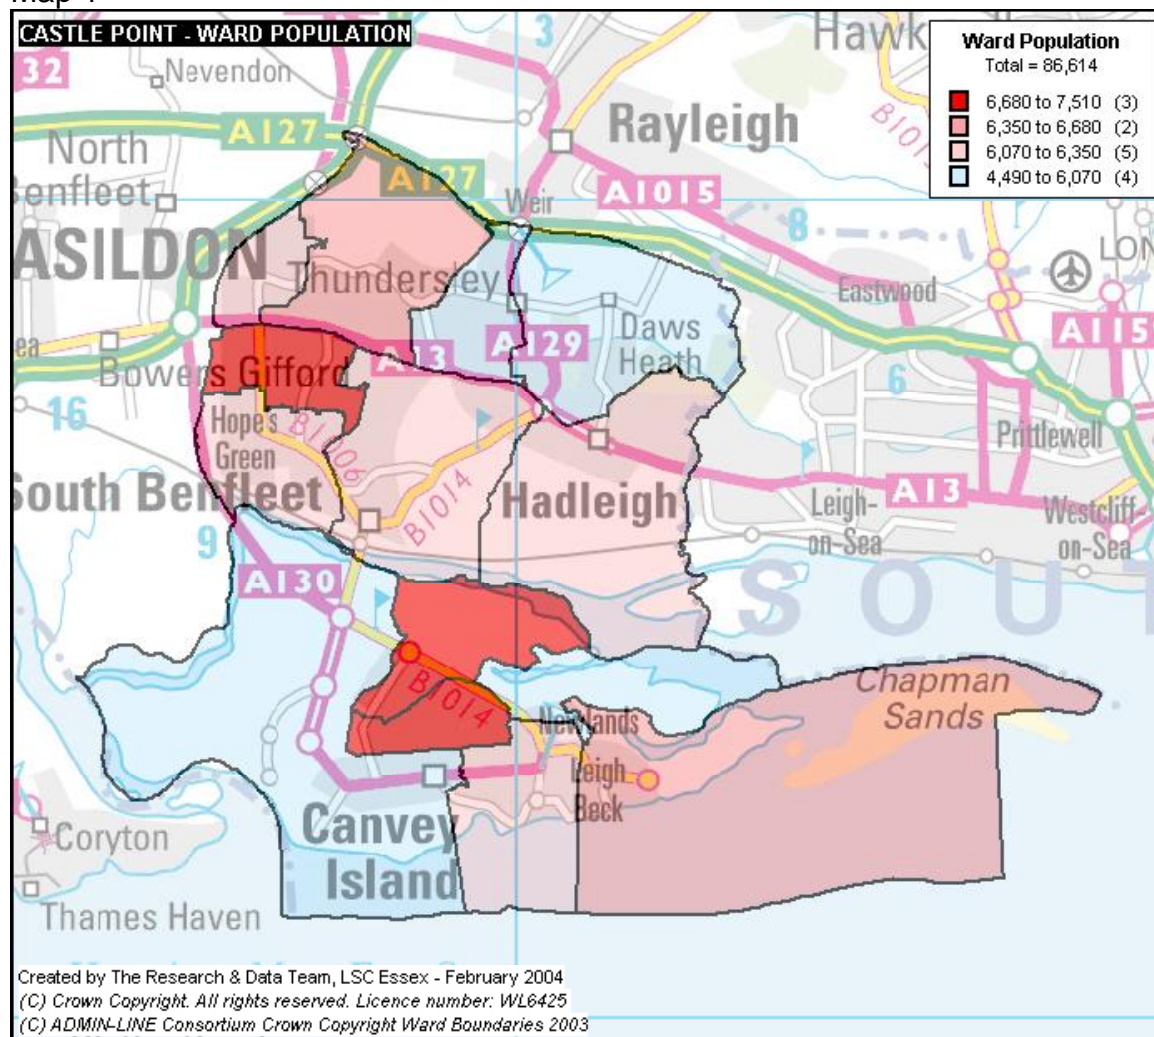 CASTLE POINT - WARD POPULATION
3
Hawk
Ward Population
Total = 86,614
6,680 to 7,510 (3)
6,350 to 6,680 (2)
6,070 to 6,350 (5)
4,490 to 6,070 (4)
32
Nevendon
Rayleigh
A127
North
Benfleet
A127
A1015
Weir
8
ASILDON
Thundersley
LON
Eastwood
Daws
Heath
A129
A13
A115
Bowers Gifford
6
16
Hope's
Green
B1006
B1014
Prittlewell
South Benfleet
Hadleigh
A13
Leigh-
on-Sea
Westcliff-
on-Sea
9
A130
SOUT
B1014
Chapman
Sands
Newlands
Leigh
Beck
Canvey
Island
Coryton
Thames Haven
Created by The Research & Data Team, LSC Essex - February 2004
(C) Crown Copyright. All rights reserved. Licence number: WL6425
(C) ADMIN-LINE Consortium Crown Copyright Ward Boundaries 2003